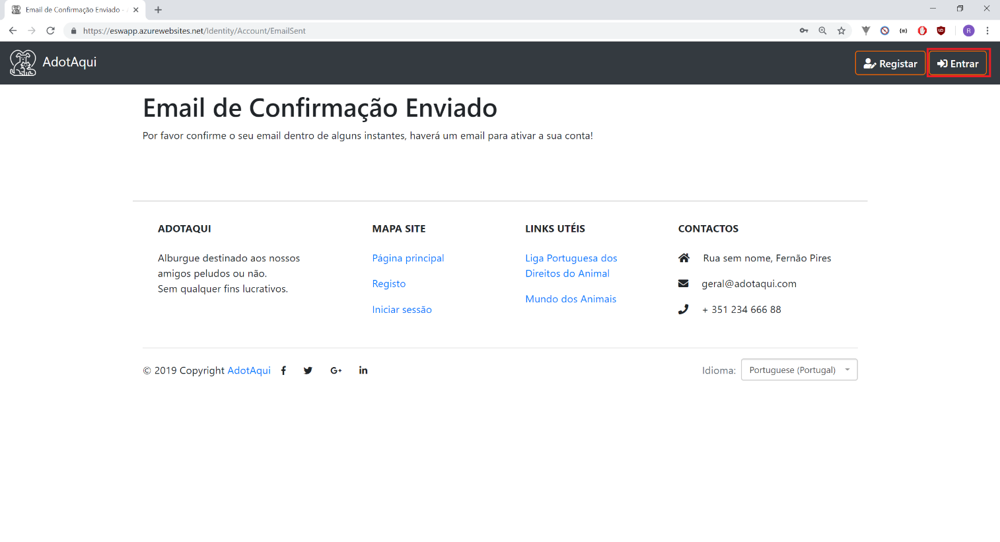 Email de Confirmação Enviado -
https://eswapp.azurewebsites.net/Identity/Account/EmailSent
R
AdotAqui
Registar
Entrar
Email de Confirmação Enviado
Por favor confirme o seu email dentro de alguns instantes, haverá um email para ativar a sua conta!
ADOTAQUI
Alburgue destinado aos nossos
amigos peludos ou não.
Sem qualquer fins lucrativos.
MAPA SITE
Página principal
Registo
Iniciar sessão
LINKS UTÉIS
Liga Portuguesa dos
Direitos do Animal
Mundo dos Animais
CONTACTOS
Rua sem nome, Fernão Pires
geral@adotaqui.com
+ 351 234 666 88
© 2019 Copyright AdotAqui
Idioma: Portuguese (Portugal)